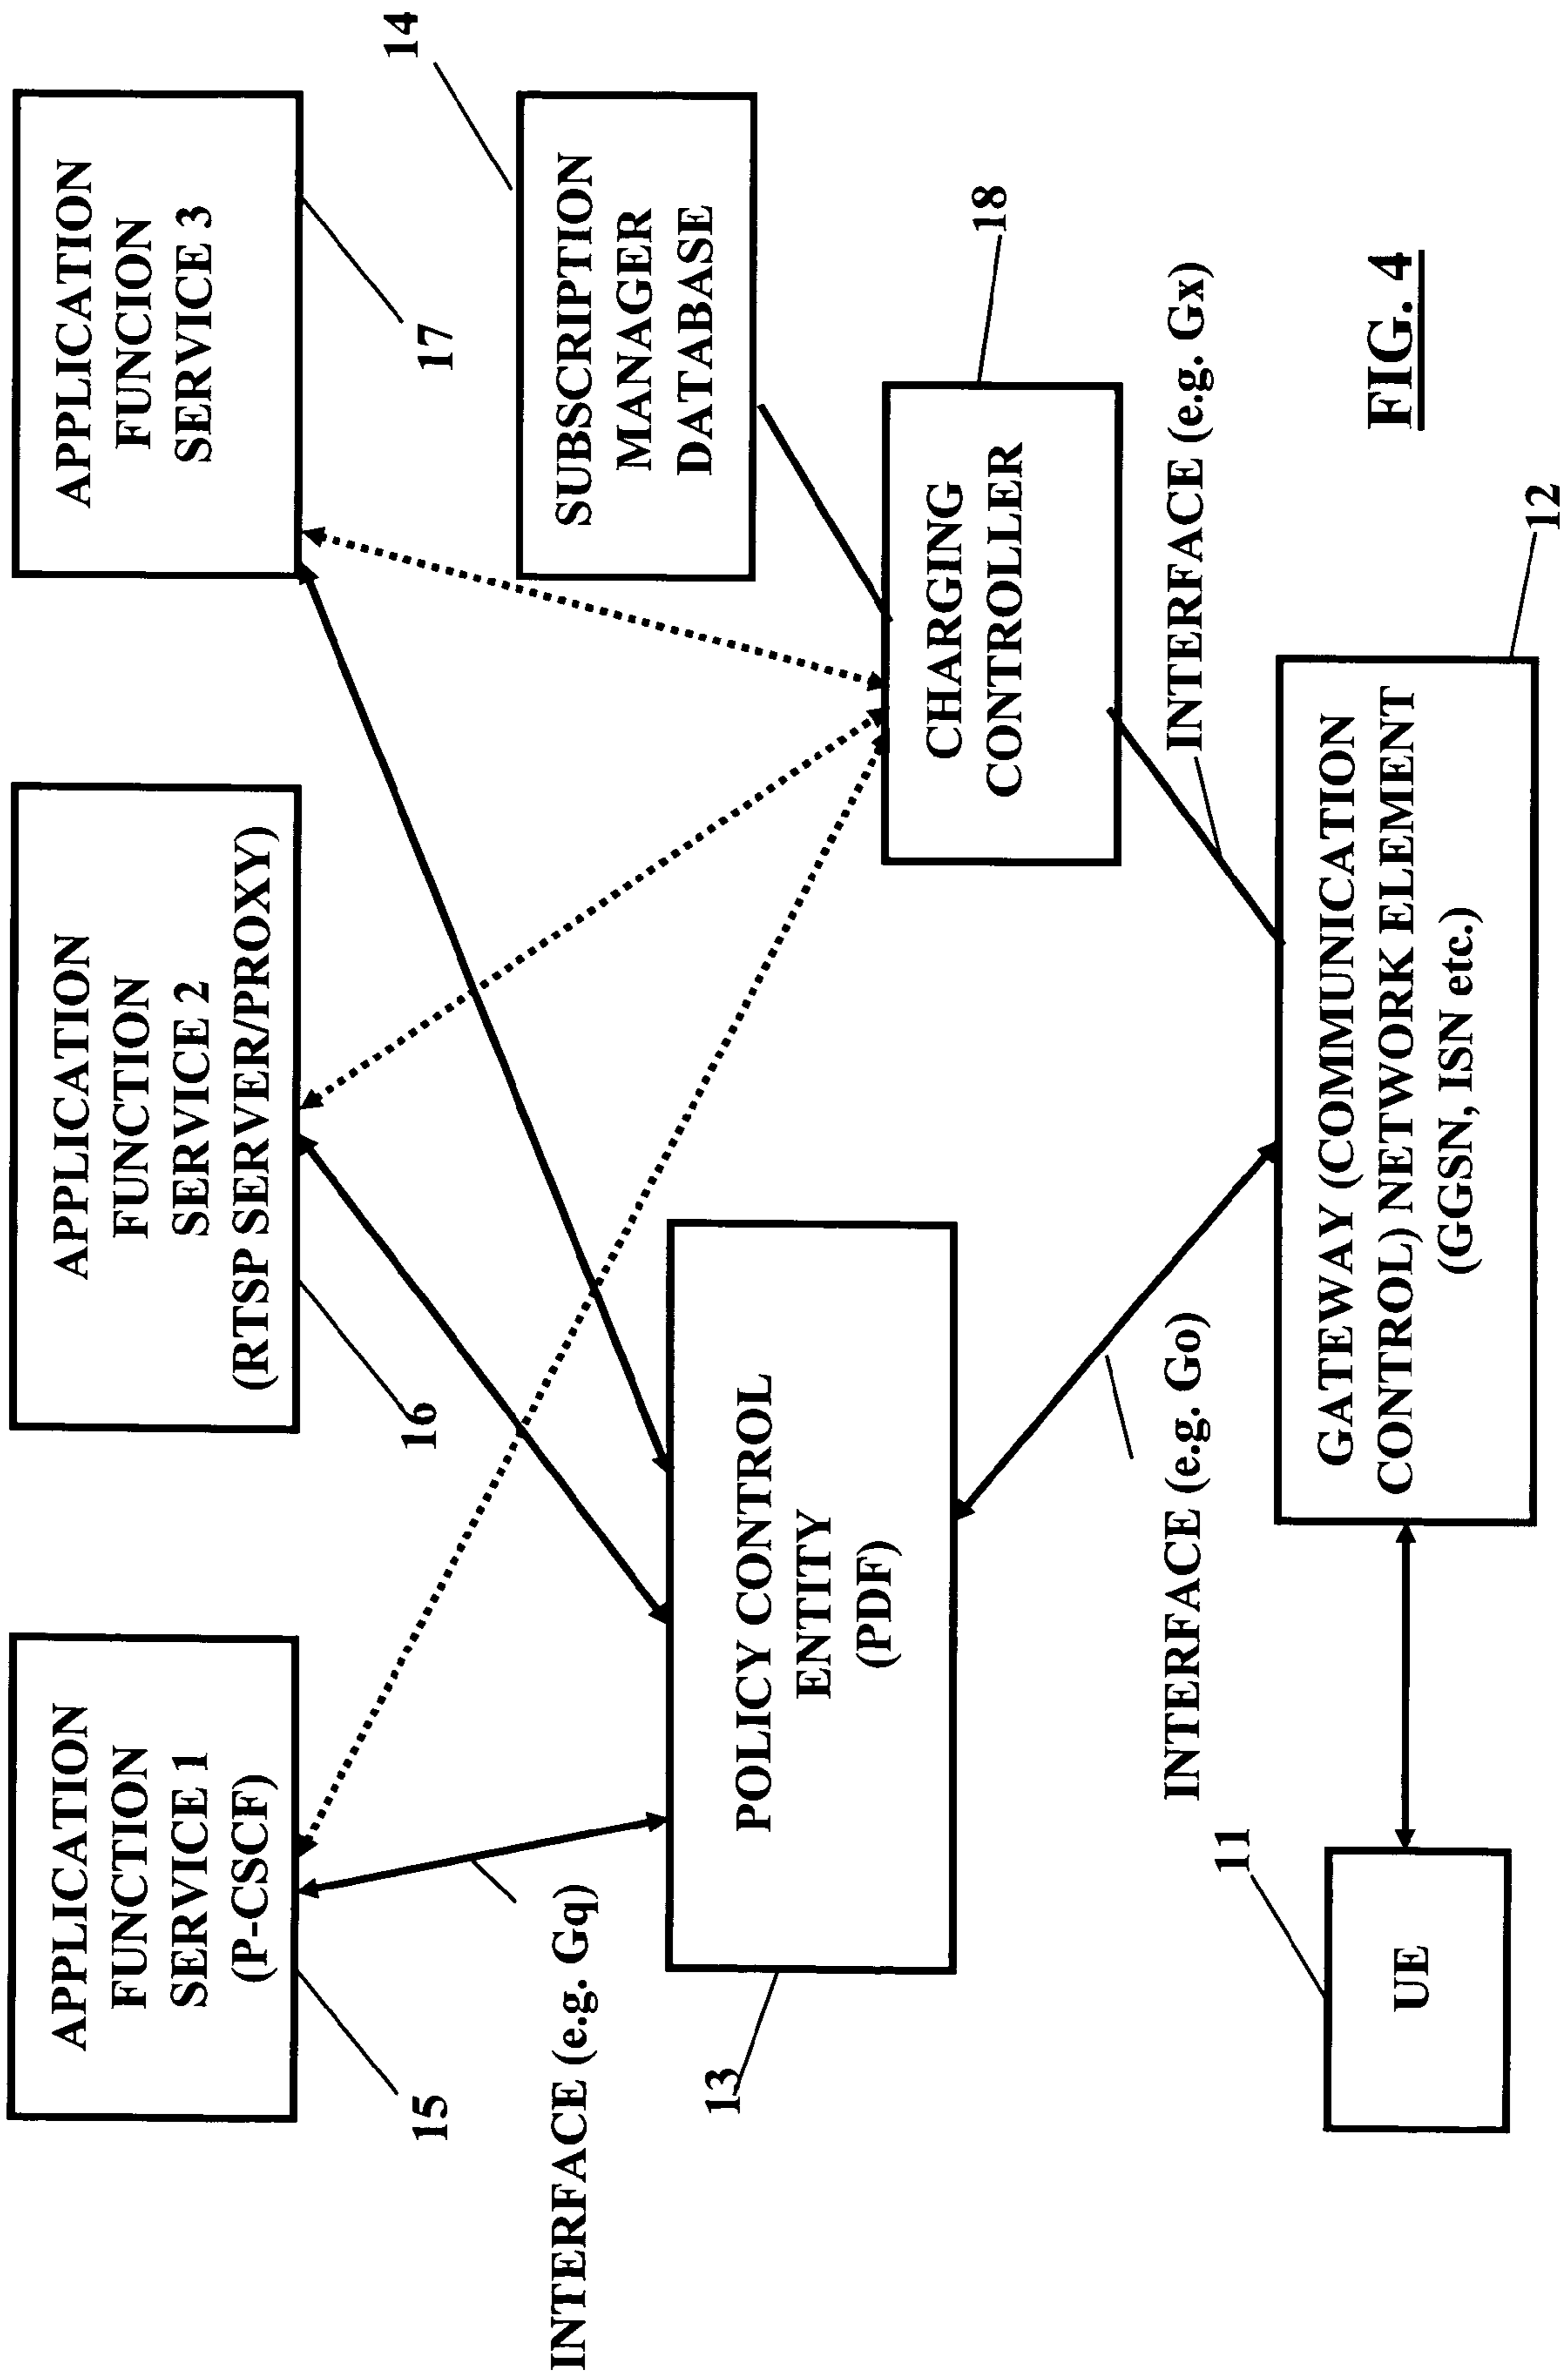 APPLICATION
FUNCTION
SERVICE 1
(P-CSCF)
15
APPLICATION
FUNCTION
SERVICE 2
(RTSP SERVER/PROXY)
16
APPLICATION
FUNCION
SERVICE 3
17
14
SUBSCRIPTION
MANAGER
DATABASE
INTERFACE (e.g. Gq)
13
POLICY CONTROL
ENTITY
(PDF)
CHARGING
CONTROLLER
18
INTERFACE (e.g. Go)
INTERFACE (e.g. Gx)
11
UE
GATEWAY (COMMUNICATION
CONTROL) NETWORK ELEMENT
(GGSN, ISN etc.)
12
FIG. 4